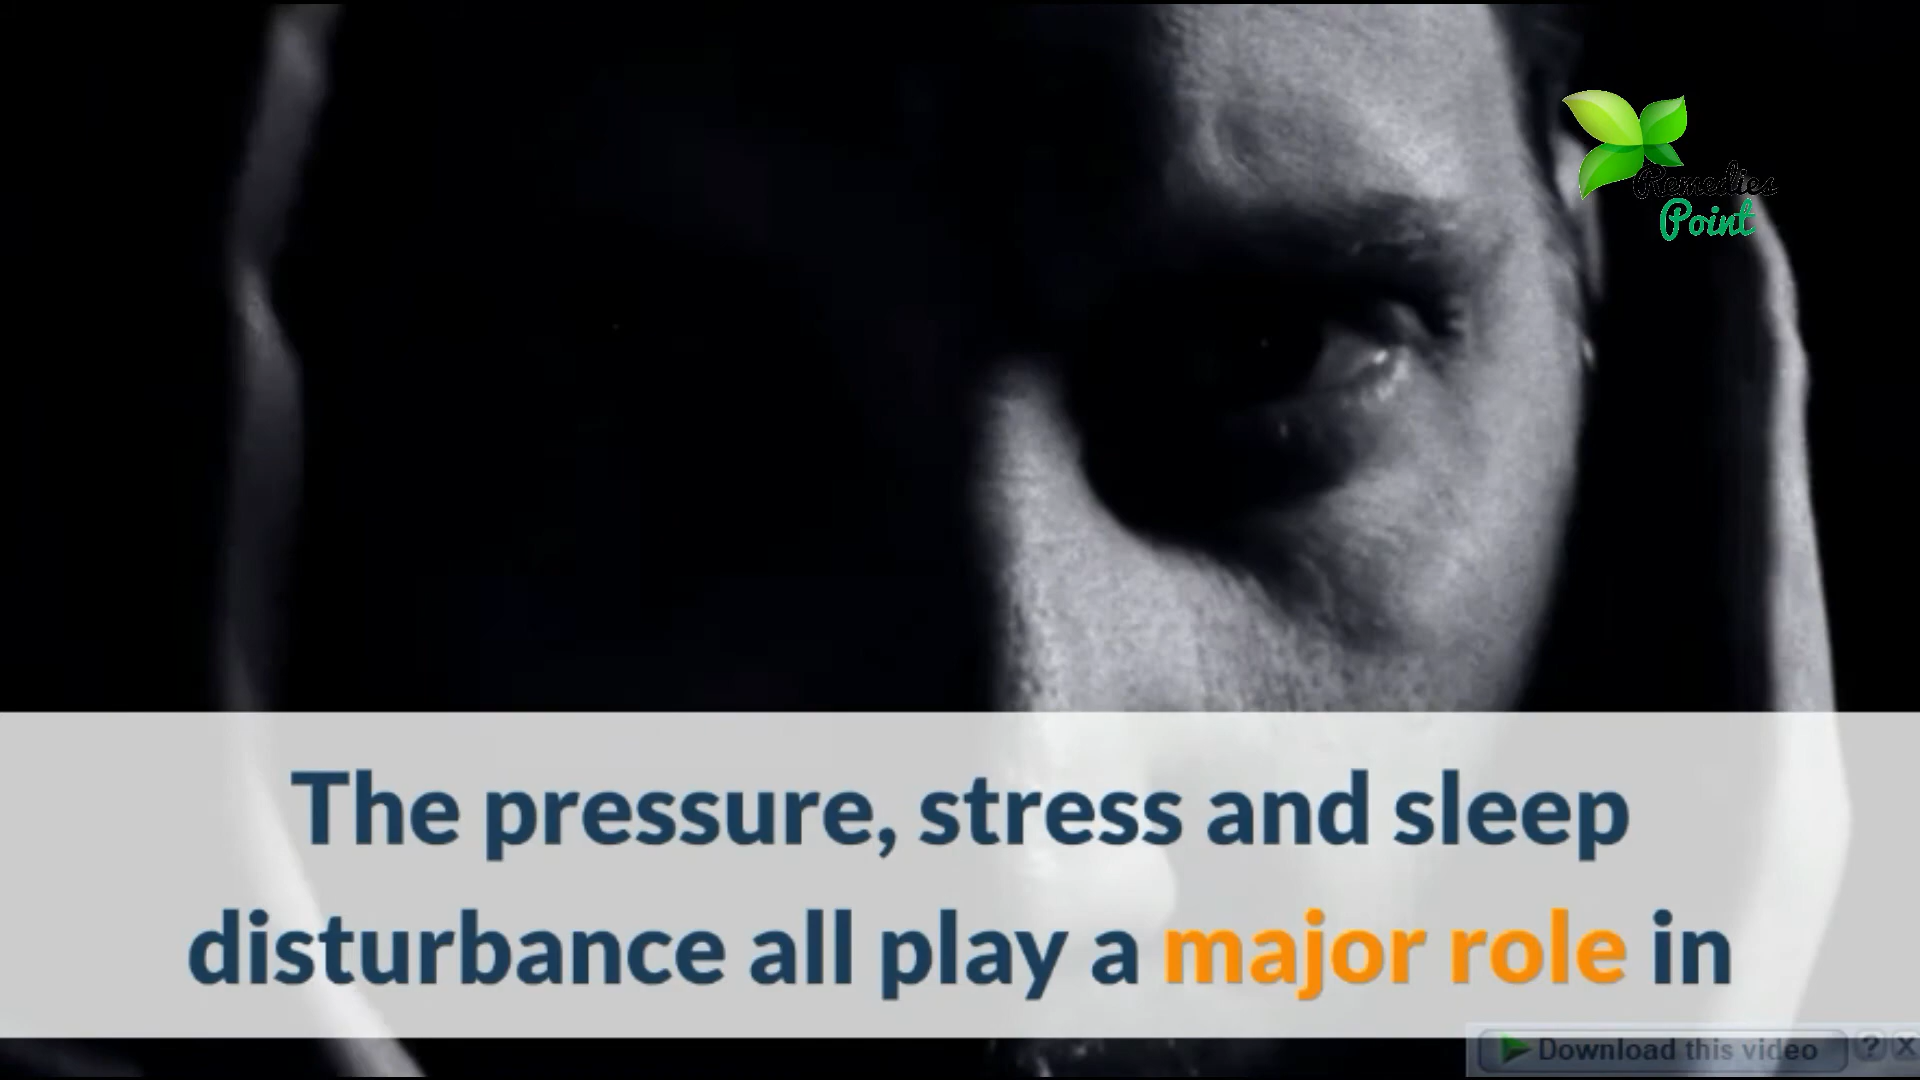 Remedies
Point
The pressure, stress and sleep
disturbance all play a major role in
Download this video ? X